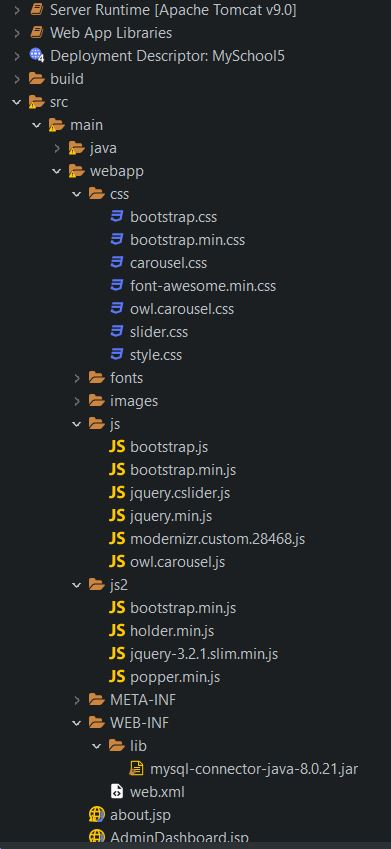 Server Runtime [Apache Tomcat v9.0]
Web App Libraries
Deployment Descriptor: MySchool5
build
src
main
java
webapp
css
bootstrap.css
bootstrap.min.css
carousel.css
font-awesome.min.css
owl.carousel.css
slider.css
style.css
fonts
images
js
JS bootstrap.js
JS bootstrap.min.js
JS jquery.cslider.js
JS jquery.min.js
JS modernizr.custom.28468.js
JS owl.carousel.js
js2
JS bootstrap.min.js
JS holder.min.js
JS jquery-3.2.1.slim.min.js
JS popper.min.js
META-INF
WEB-INF
lib
mysql-connector-java-8.0.21.jar
web.xml
about.jsp
AdminDashboard.jsp